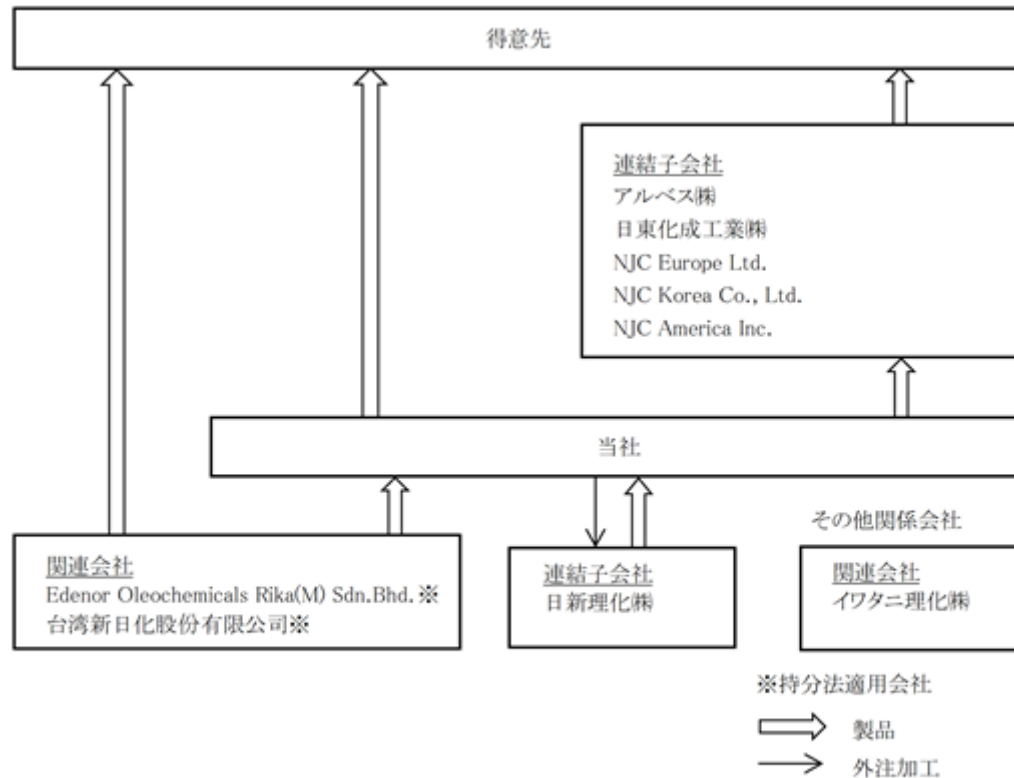 得意先
連結子会社
アルベス㈱
日東化成工業㈱
NJC Europe Ltd.
NJC Korea Co., Ltd.
NJC America Inc.
当社
その他関係会社
関連会社
Edenor Oleochemicals Rika(M) Sdn.Bhd.※
台湾新日化股份有限公司※
連結子会社
日新理化㈱
関連会社
イワタニ理化㈱
※持分法適用会社
製品
外注加工